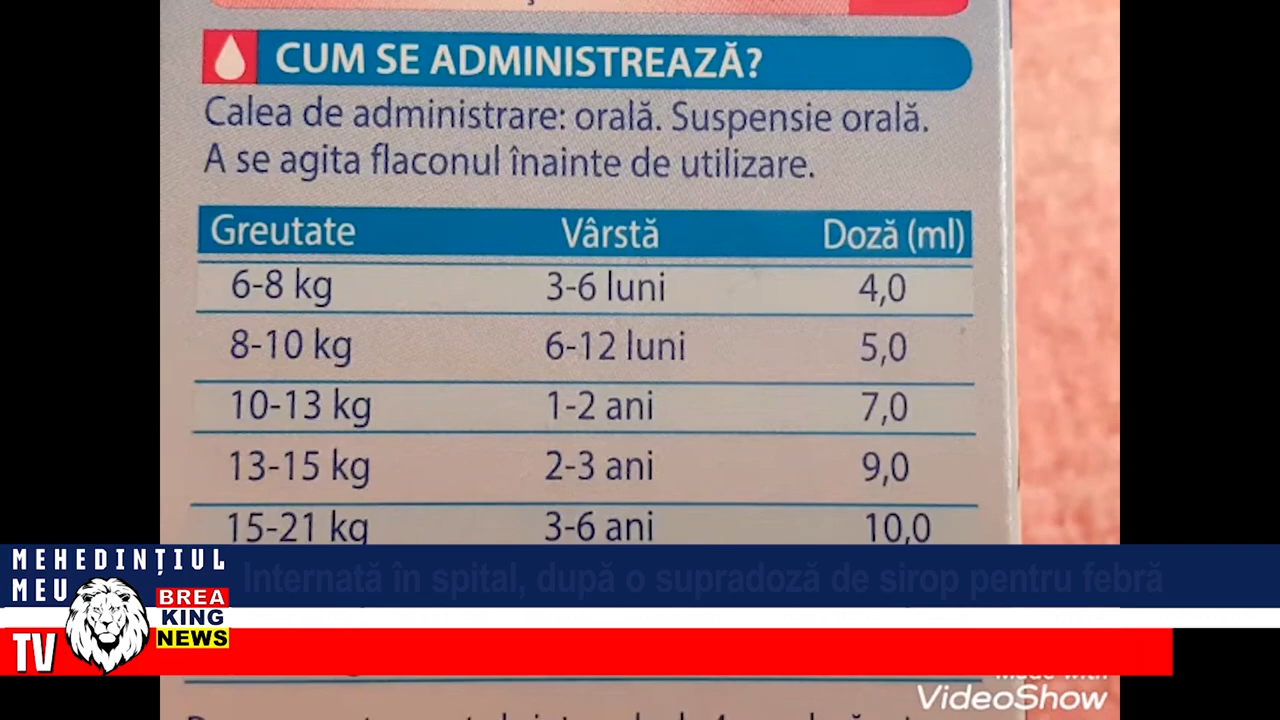 CUM SE ADMINISTREAZĂ?
Calea de administrare: orală. Suspensie orală.
A se agita flaconul înainte de utilizare.
Greutate Vârstă Doză (ml)
6-8 kg 3-6 luni 4,0
8-10 kg 6-12 luni 5,0
10-13 kg 1-2 ani 7,0
13-15 kg 2-3 ani 9,0
15-21 kg 3-6 ani 10,0
MEHEDINȚIUL
MEU
TV
BREA
KING
NEWS
Internată în spital, după o supradoză de sirop pentru febră
Made with
VideoShow